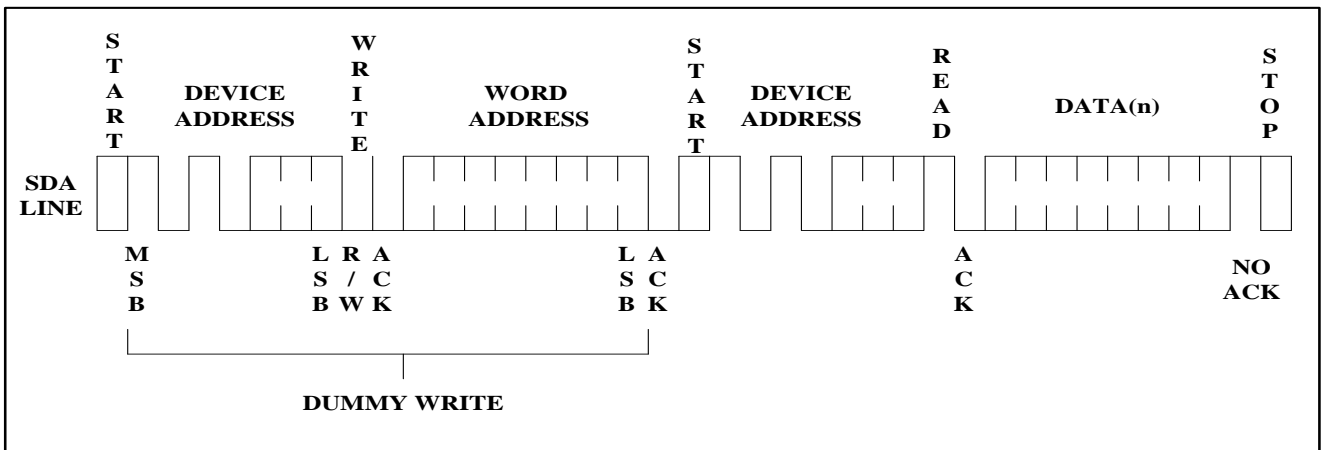 START
DEVICE
ADDRESS
WRITE
WORD
ADDRESS
START
DEVICE
ADDRESS
READ
DATA(n)
STOP
SDA
LINE
MSB
LSB
R/W
ACK
LSB
ACK
ACK
NO
ACK
DUMMY WRITE